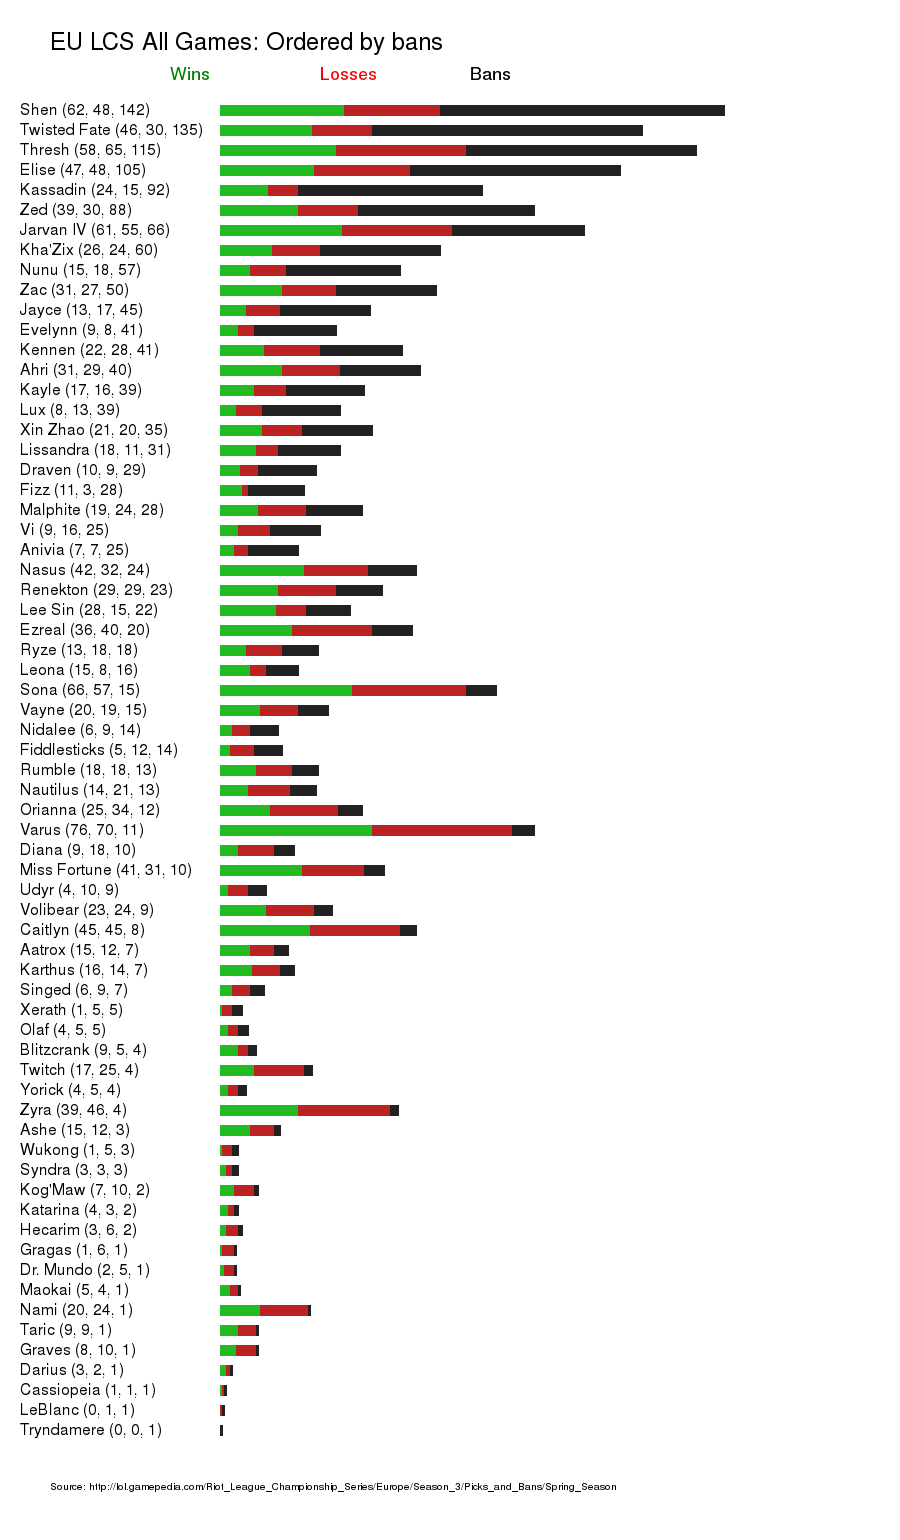 EU LCS All Games: Ordered by bans
Wins Losses Bans
Shen (62, 48, 142)
Twisted Fate (46, 30, 135)
Thresh (58, 65, 115)
Elise (47, 48, 105)
Kassadin (24, 15, 92)
Zed (39, 30, 88)
Jarvan IV (61, 55, 66)
Kha'Zix (26, 24, 60)
Nunu (15, 18, 57)
Zac (31, 27, 50)
Jayce (13, 17, 45)
Evelynn (9, 8, 41)
Kennen (22, 28, 41)
Ahri (31, 29, 40)
Kayle (17, 16, 39)
Lux (8, 13, 39)
Xin Zhao (21, 20, 35)
Lissandra (18, 11, 31)
Draven (10, 9, 29)
Fizz (11, 3, 28)
Malphite (19, 24, 28)
Vi (9, 16, 25)
Anivia (7, 7, 25)
Nasus (42, 32, 24)
Renekton (29, 29, 23)
Lee Sin (28, 15, 22)
Ezreal (36, 40, 20)
Ryze (13, 18, 18)
Leona (15, 8, 16)
Sona (66, 57, 15)
Vayne (20, 19, 15)
Nidalee (6, 9, 14)
Fiddlesticks (5, 12, 14)
Rumble (18, 18, 13)
Nautilus (14, 21, 13)
Orianna (25, 34, 12)
Varus (76, 70, 11)
Diana (9, 18, 10)
Miss Fortune (41, 31, 10)
Udyr (4, 10, 9)
Volibear (23, 24, 9)
Caitlyn (45, 45, 8)
Aatrox (15, 12, 7)
Karthus (16, 14, 7)
Singed (6, 9, 7)
Xerath (1, 5, 5)
Olaf (4, 5, 5)
Blitzcrank (9, 5, 4)
Twitch (17, 25, 4)
Yorick (4, 5, 4)
Zyra (39, 46, 4)
Ashe (15, 12, 3)
Wukong (1, 5, 3)
Syndra (3, 3, 3)
Kog'Maw (7, 10, 2)
Katarina (4, 3, 2)
Hecarim (3, 6, 2)
Gragas (1, 6, 1)
Dr. Mundo (2, 5, 1)
Maokai (5, 4, 1)
Nami (20, 24, 1)
Taric (9, 9, 1)
Graves (8, 10, 1)
Darius (3, 2, 1)
Cassiopeia (1, 1, 1)
LeBlanc (0, 1, 1)
Tryndamere (0, 0, 1)
Source: http://lol.gamepedia.com/Riot_League_Championship_Series/Europe/Season_3/Picks_and_Bans/Spring_Season